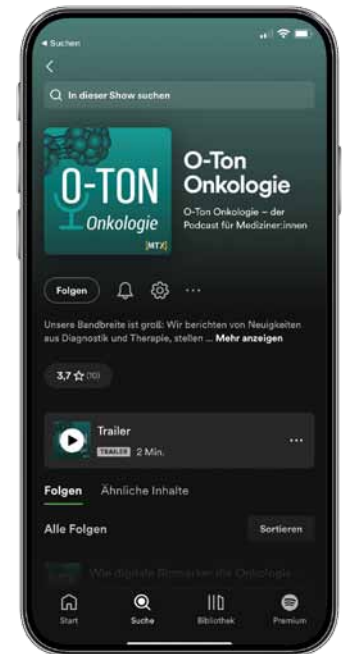 Suchen
In dieser Show suchen
O-TON
Onkologie
[MTX]
O-Ton
Onkologie
O-Ton Onkologie – der
Podcast für Mediziner:innen
Folgen
Unsere Bandbreite ist groß: Wir berichten von Neuigkeiten
aus Diagnostik und Therapie, stellen ... Mehr anzeigen
3,7 ☆ (10)
Trailer
TRAILER 2 Min.
Folgen Ähnliche Inhalte
Alle Folgen Sortieren
Wie digitale Biomarker die Onkologie
Start Suche Bibliothek Premium